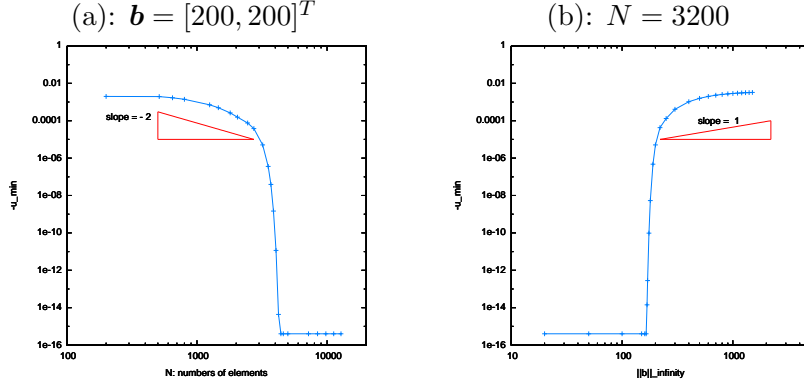 (a): b = [200, 200]^T
1
0.01
0.0001
1e-06
1e-08
1e-10
1e-12
1e-14
1e-16
-u_min
slope = - 2
100
1000
10000
N: numbers of elements
(b): N = 3200
1
0.01
0.0001
1e-06
1e-08
1e-10
1e-12
1e-14
1e-16
-u_min
slope = 1
10
100
1000
||b||_infinity